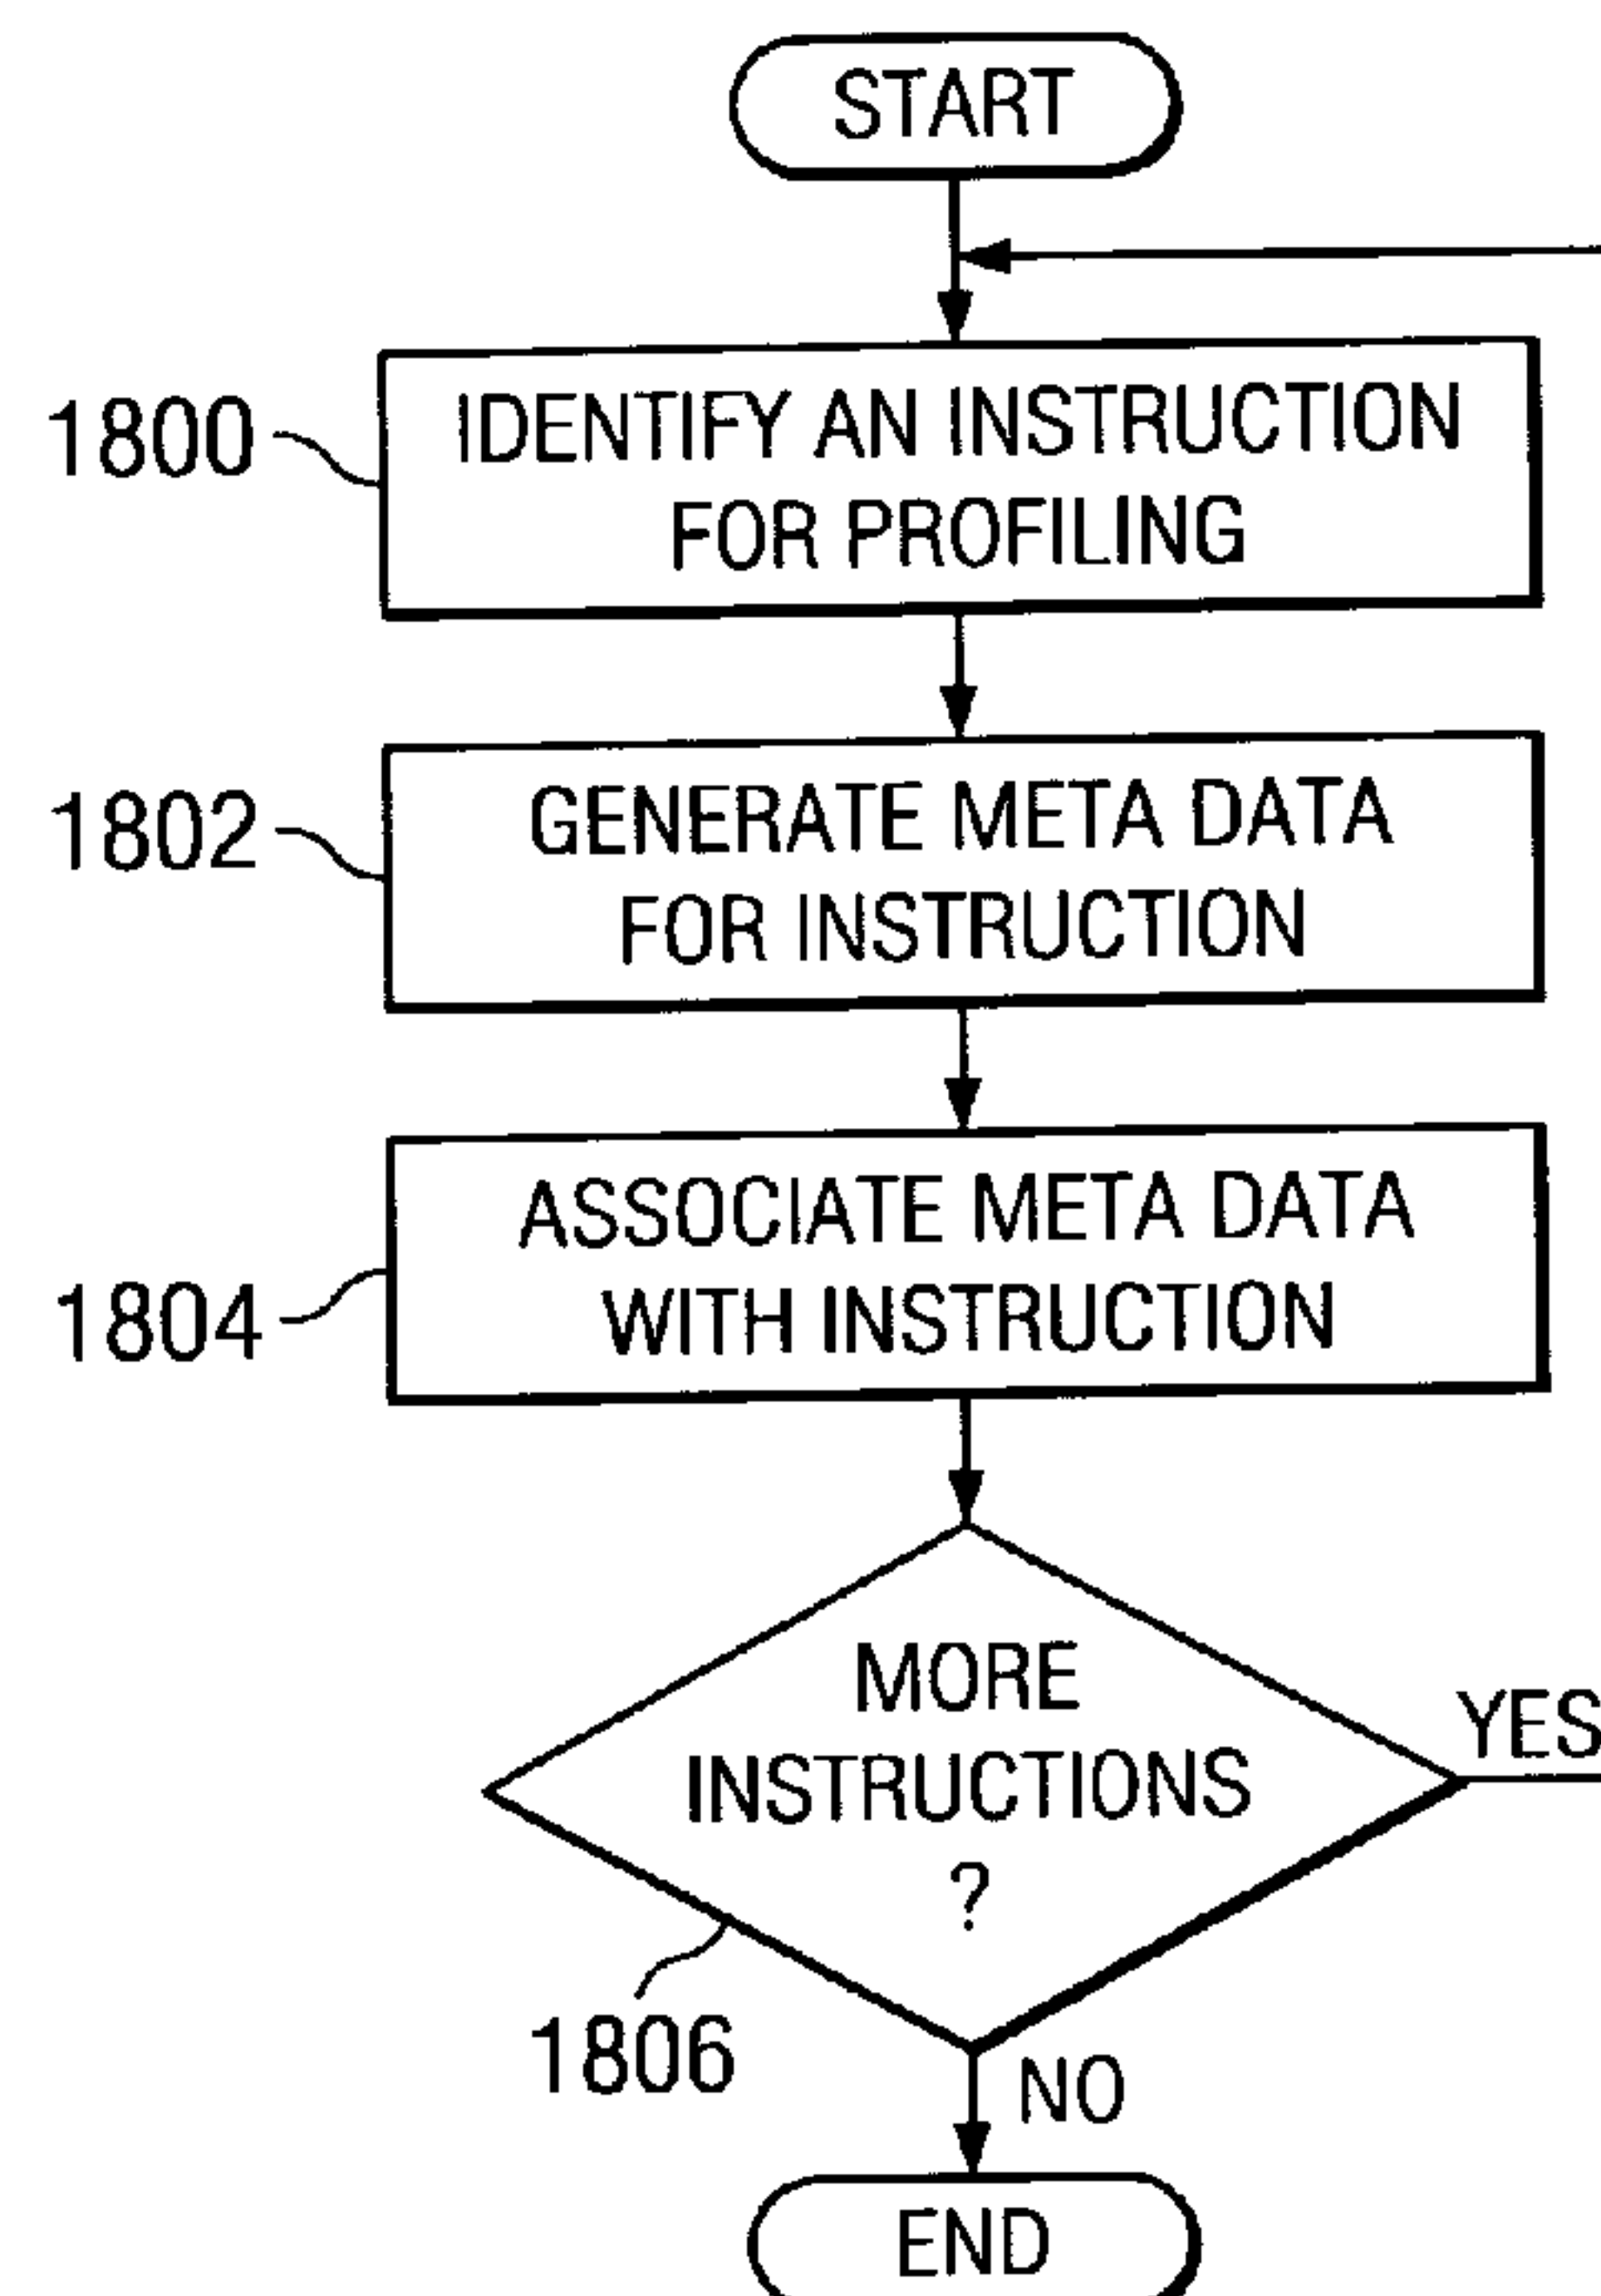 START
1800
IDENTIFY AN INSTRUCTION
FOR PROFILING
1802
GENERATE META DATA
FOR INSTRUCTION
1804
ASSOCIATE META DATA
WITH INSTRUCTION
MORE
INSTRUCTIONS
?
YES
1806
NO
END